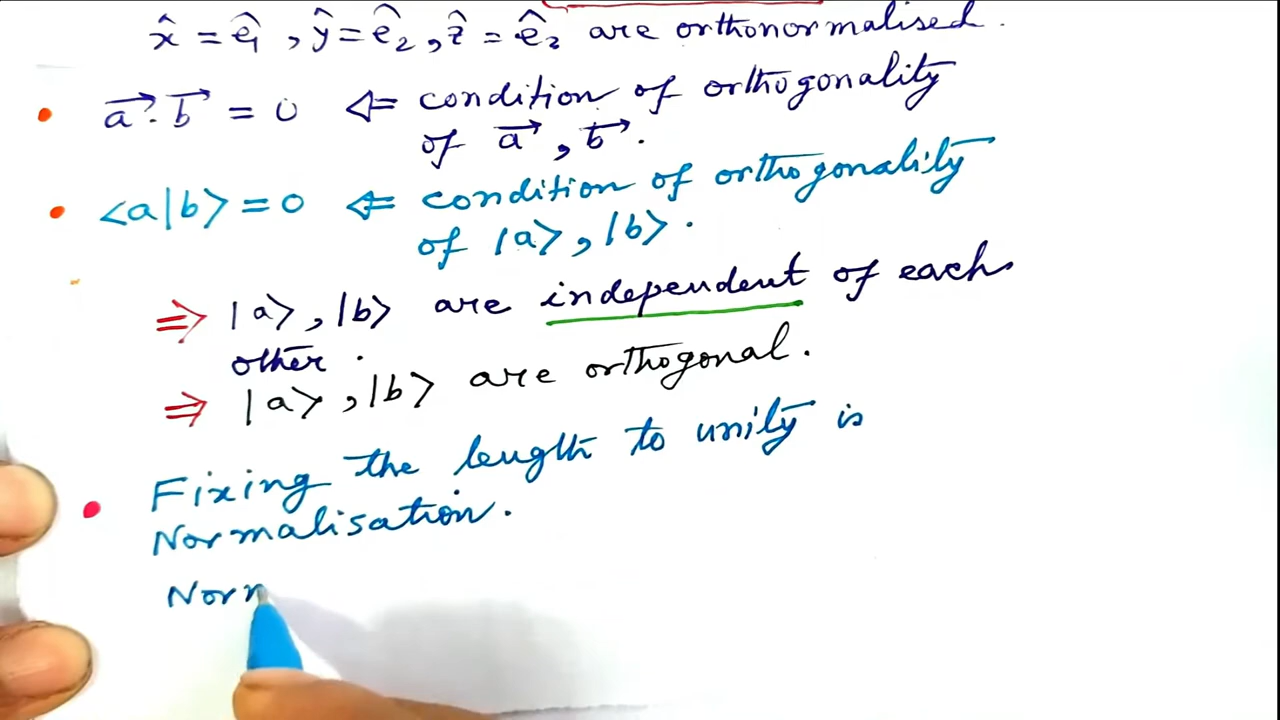 x̂ = ê₁ , ŷ = ê₂ , ẑ = ê₂ are orthonormalised.
• a⃗ . b⃗ = 0 ⇐ condition of orthogonality
of a⃗ , b⃗ .
• <a|b> = 0 ⇐ condition of orthogonality
of |a> , |b> .
⇒ |a> , |b> are independent of each
other .
⇒ |a> , |b> are orthogonal .
• Fixing the length to unity is
Normalisation .
Norm